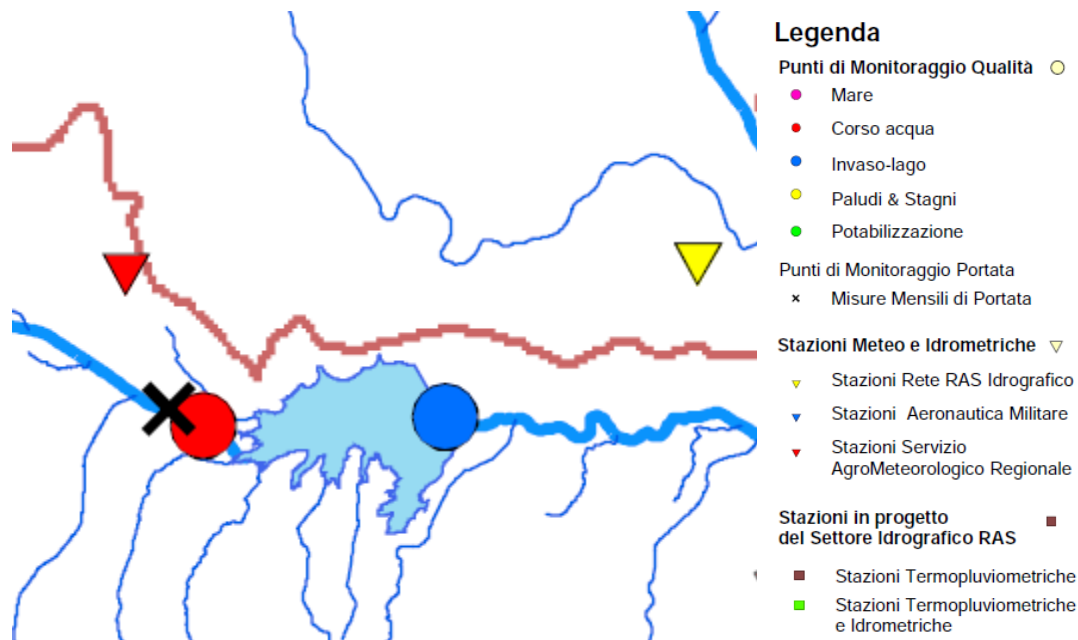 Legenda
Punti di Monitoraggio Qualità
Mare
Corso acqua
Invaso-lago
Paludi & Stagni
Potabilizzazione
Punti di Monitoraggio Portata
Misure Mensili di Portata
Stazioni Meteo e Idrometriche
Stazioni Rete RAS Idrografico
Stazioni Aeronautica Militare
Stazioni Servizio
AgroMeteorologico Regionale
Stazioni in progetto
del Settore Idrografico RAS
Stazioni Termopluviometriche
Stazioni Termopluviometriche
e Idrometriche